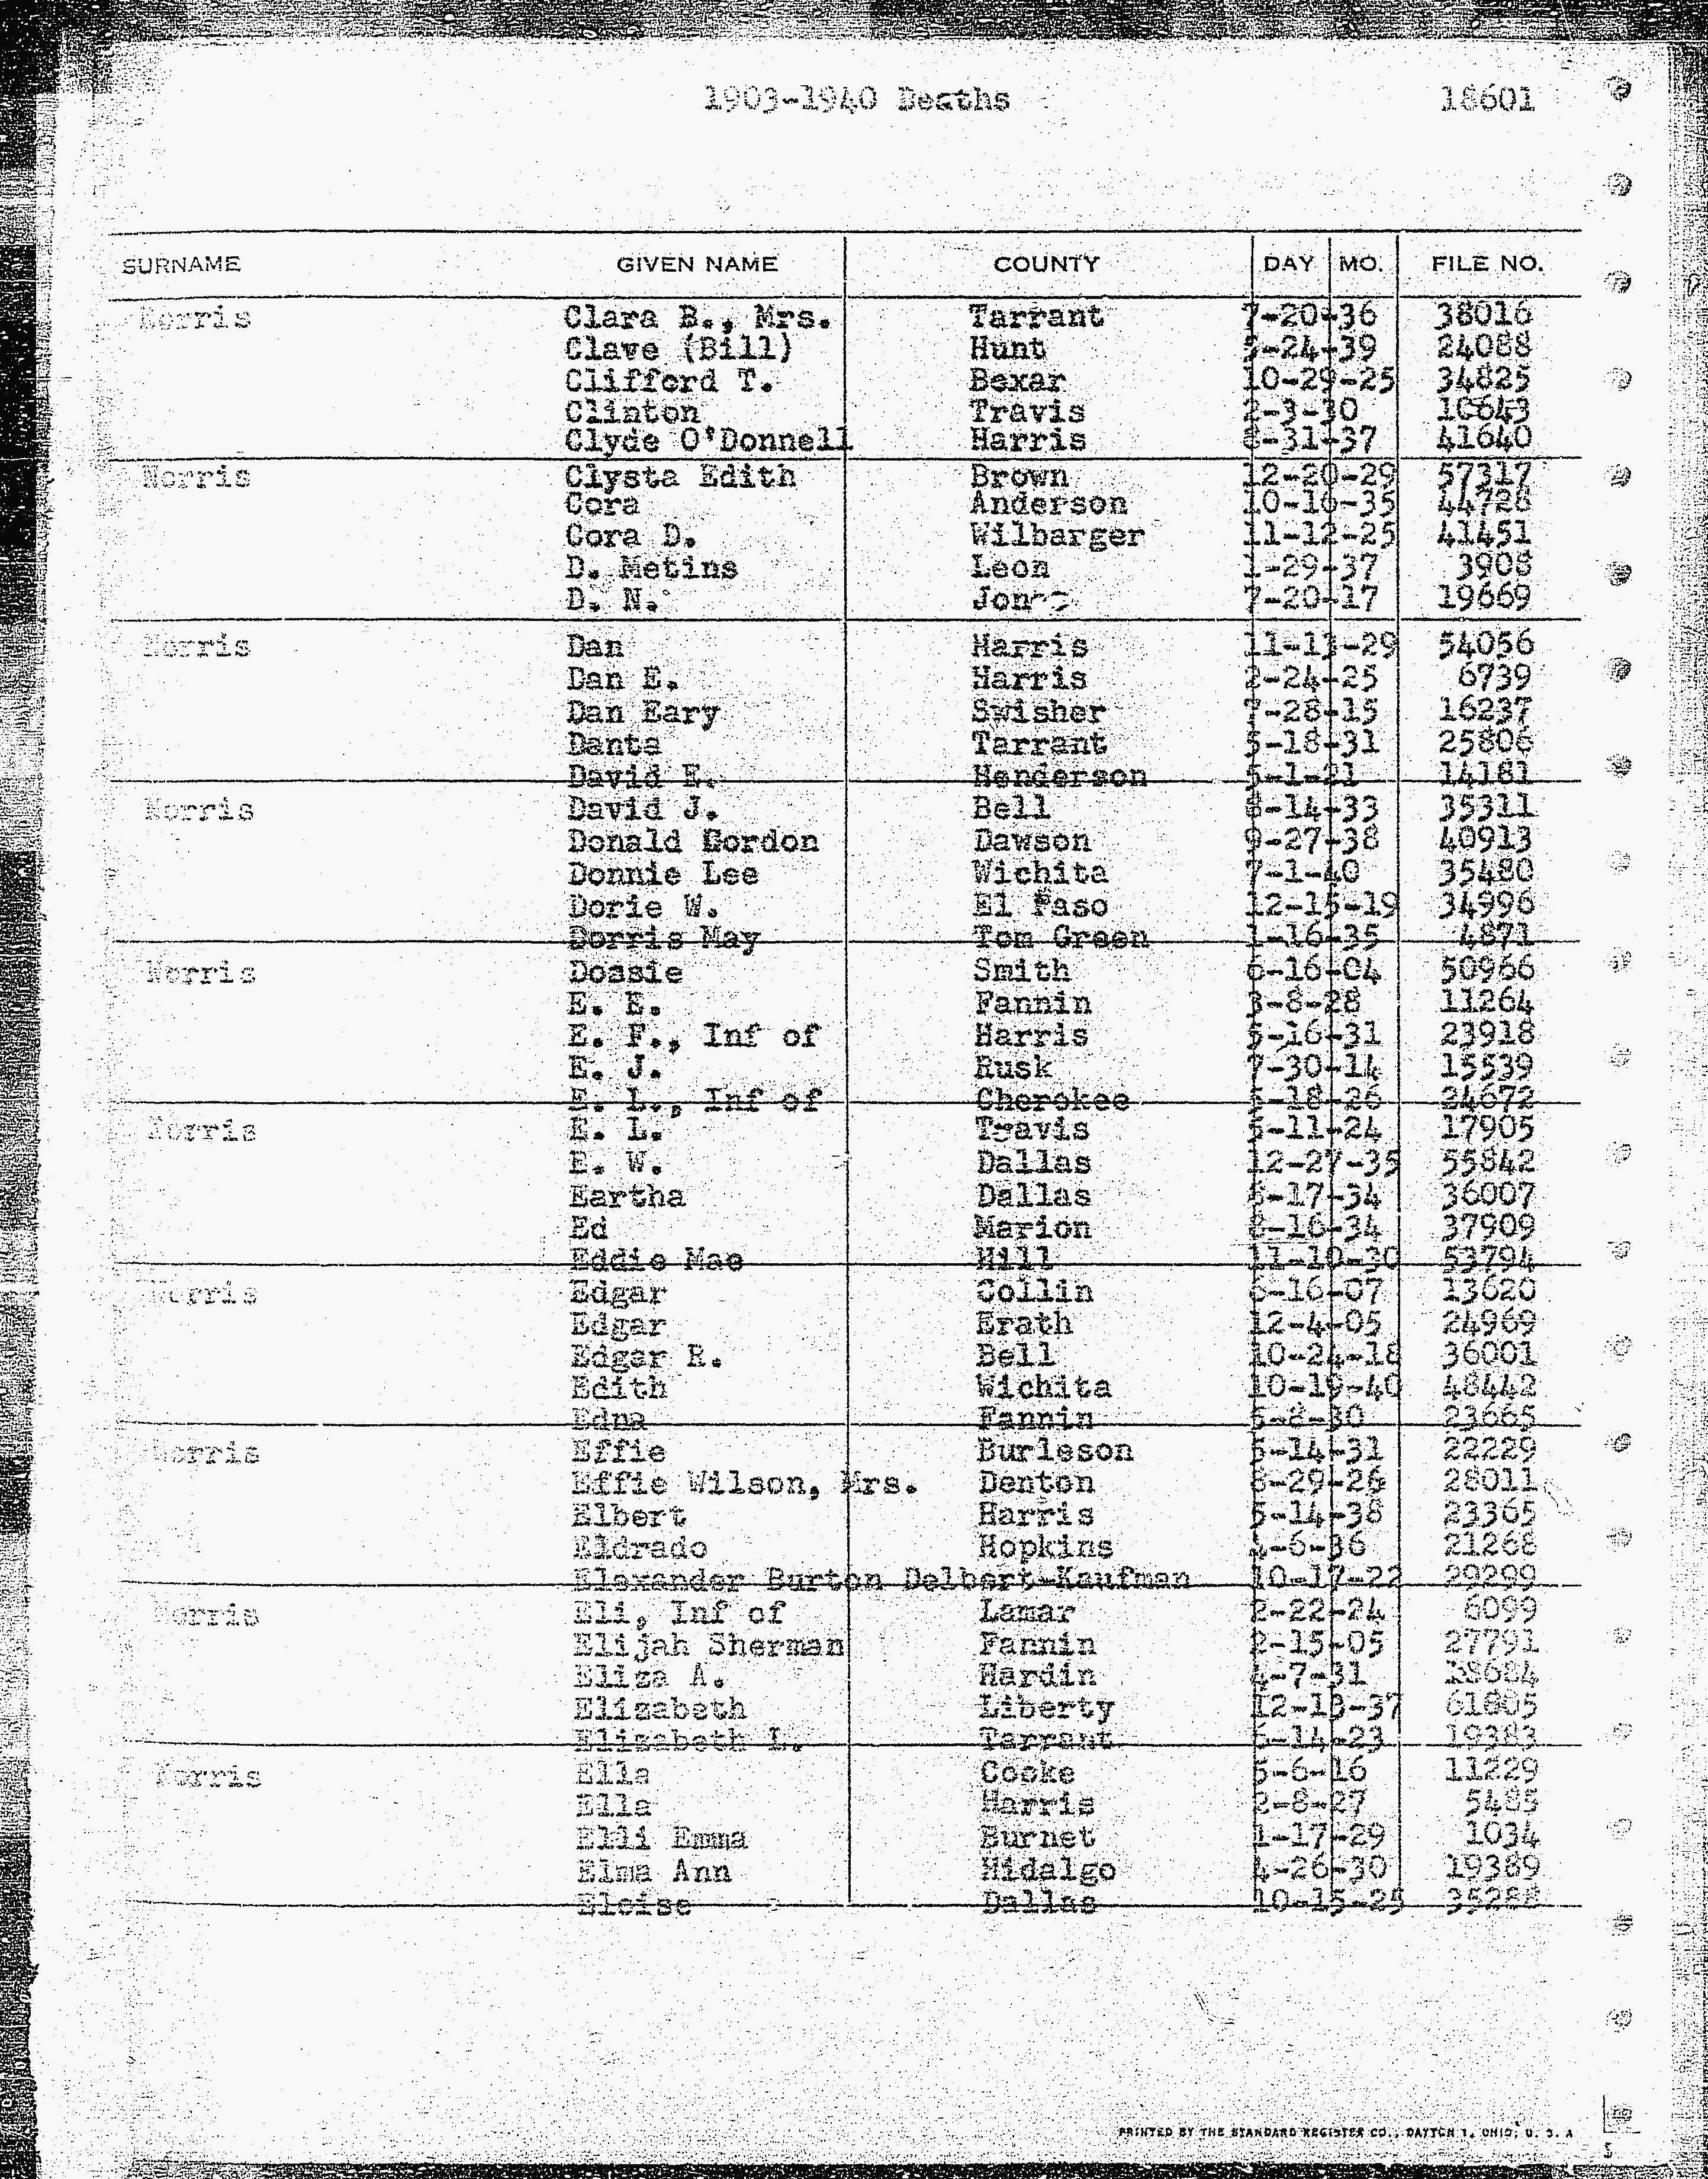 1903-1940 Deaths 18601
SURNAME GIVEN NAME COUNTY DAY MO. FILE NO.
Morris Clara B., Mrs. Tarrant 7-20-36 38016
Clave (Bill) Hunt 5-24-39 24088
Clifford T. Bexar 10-29-25 34825
Clinton Travis 2-3-30 10643
Clyde O'Donnell Harris 8-31-37 41640
Morris Clysta Edith Brown 12-20-29 57317
Cora Anderson 10-16-35 44728
Cora D. Wilbarger 11-12-25 41451
D. Metins Leon 1-29-37 3908
D. N. Jones 7-20-17 19669
Morris Dan Harris 11-13-29 54056
Dan E. Harris 2-24-25 6739
Dan Eary Swisher 7-28-15 16237
Danta Tarrant 5-18-31 25806
David E. Henderson 5-1-21 14181
Morris David J. Bell 8-14-33 35311
Donald Gordon Dawson 9-27-38 40913
Donnie Lee Wichita 7-1-40 35480
Dorie W. El Paso 12-15-19 34996
Dorris May Tom Green 1-16-35 4871
Morris Dossie Smith 6-16-04 50966
E. E. Fannin 3-8-28 11264
E. F., Inf of Harris 5-16-31 23918
E. J. Rusk 7-30-14 15539
E. L., Inf of Cherokee 5-18-26 24672
Morris E. L. Travis 5-11-24 17905
E. W. Dallas 12-27-35 55842
Eartha Dallas 8-17-34 36007
Ed Marion 8-16-34 37909
Eddie Mae Hill 11-10-30 53794
Morris Edgar Collin 6-16-07 13620
Edgar Erath 12-4-05 24969
Edgar R. Bell 10-24-18 36001
Edith Wichita 10-19-40 48442
Edna Fannin 5-8-30 23665
Morris Effie Burleson 5-14-31 22229
Effie Wilson, Mrs. Denton 8-29-26 28011
Elbert Harris 5-14-38 23365
Eldrado Hopkins 4-6-36 21268
Elexander Burton Delbert-Kaufman 10-17-22 29299
Morris Eli, Inf of Lamar 2-22-24 6099
Elijah Sherman Fannin 2-15-05 27791
Eliza A. Hardin 4-7-31 18684
Elizabeth Liberty 12-13-37 61805
Elizabeth L. Tarrant 6-14-23 19383
Morris Ella Cooke 5-6-16 11229
Ella Harris 2-8-27 5485
Elli Emma Burnet 1-17-29 1034
Elma Ann Hidalgo 4-26-30 19389
Eloise Dallas 10-15-25 35288
PRINTED BY THE STANDARD REGISTER CO., DAYTON 1, OHIO, U. S. A
5